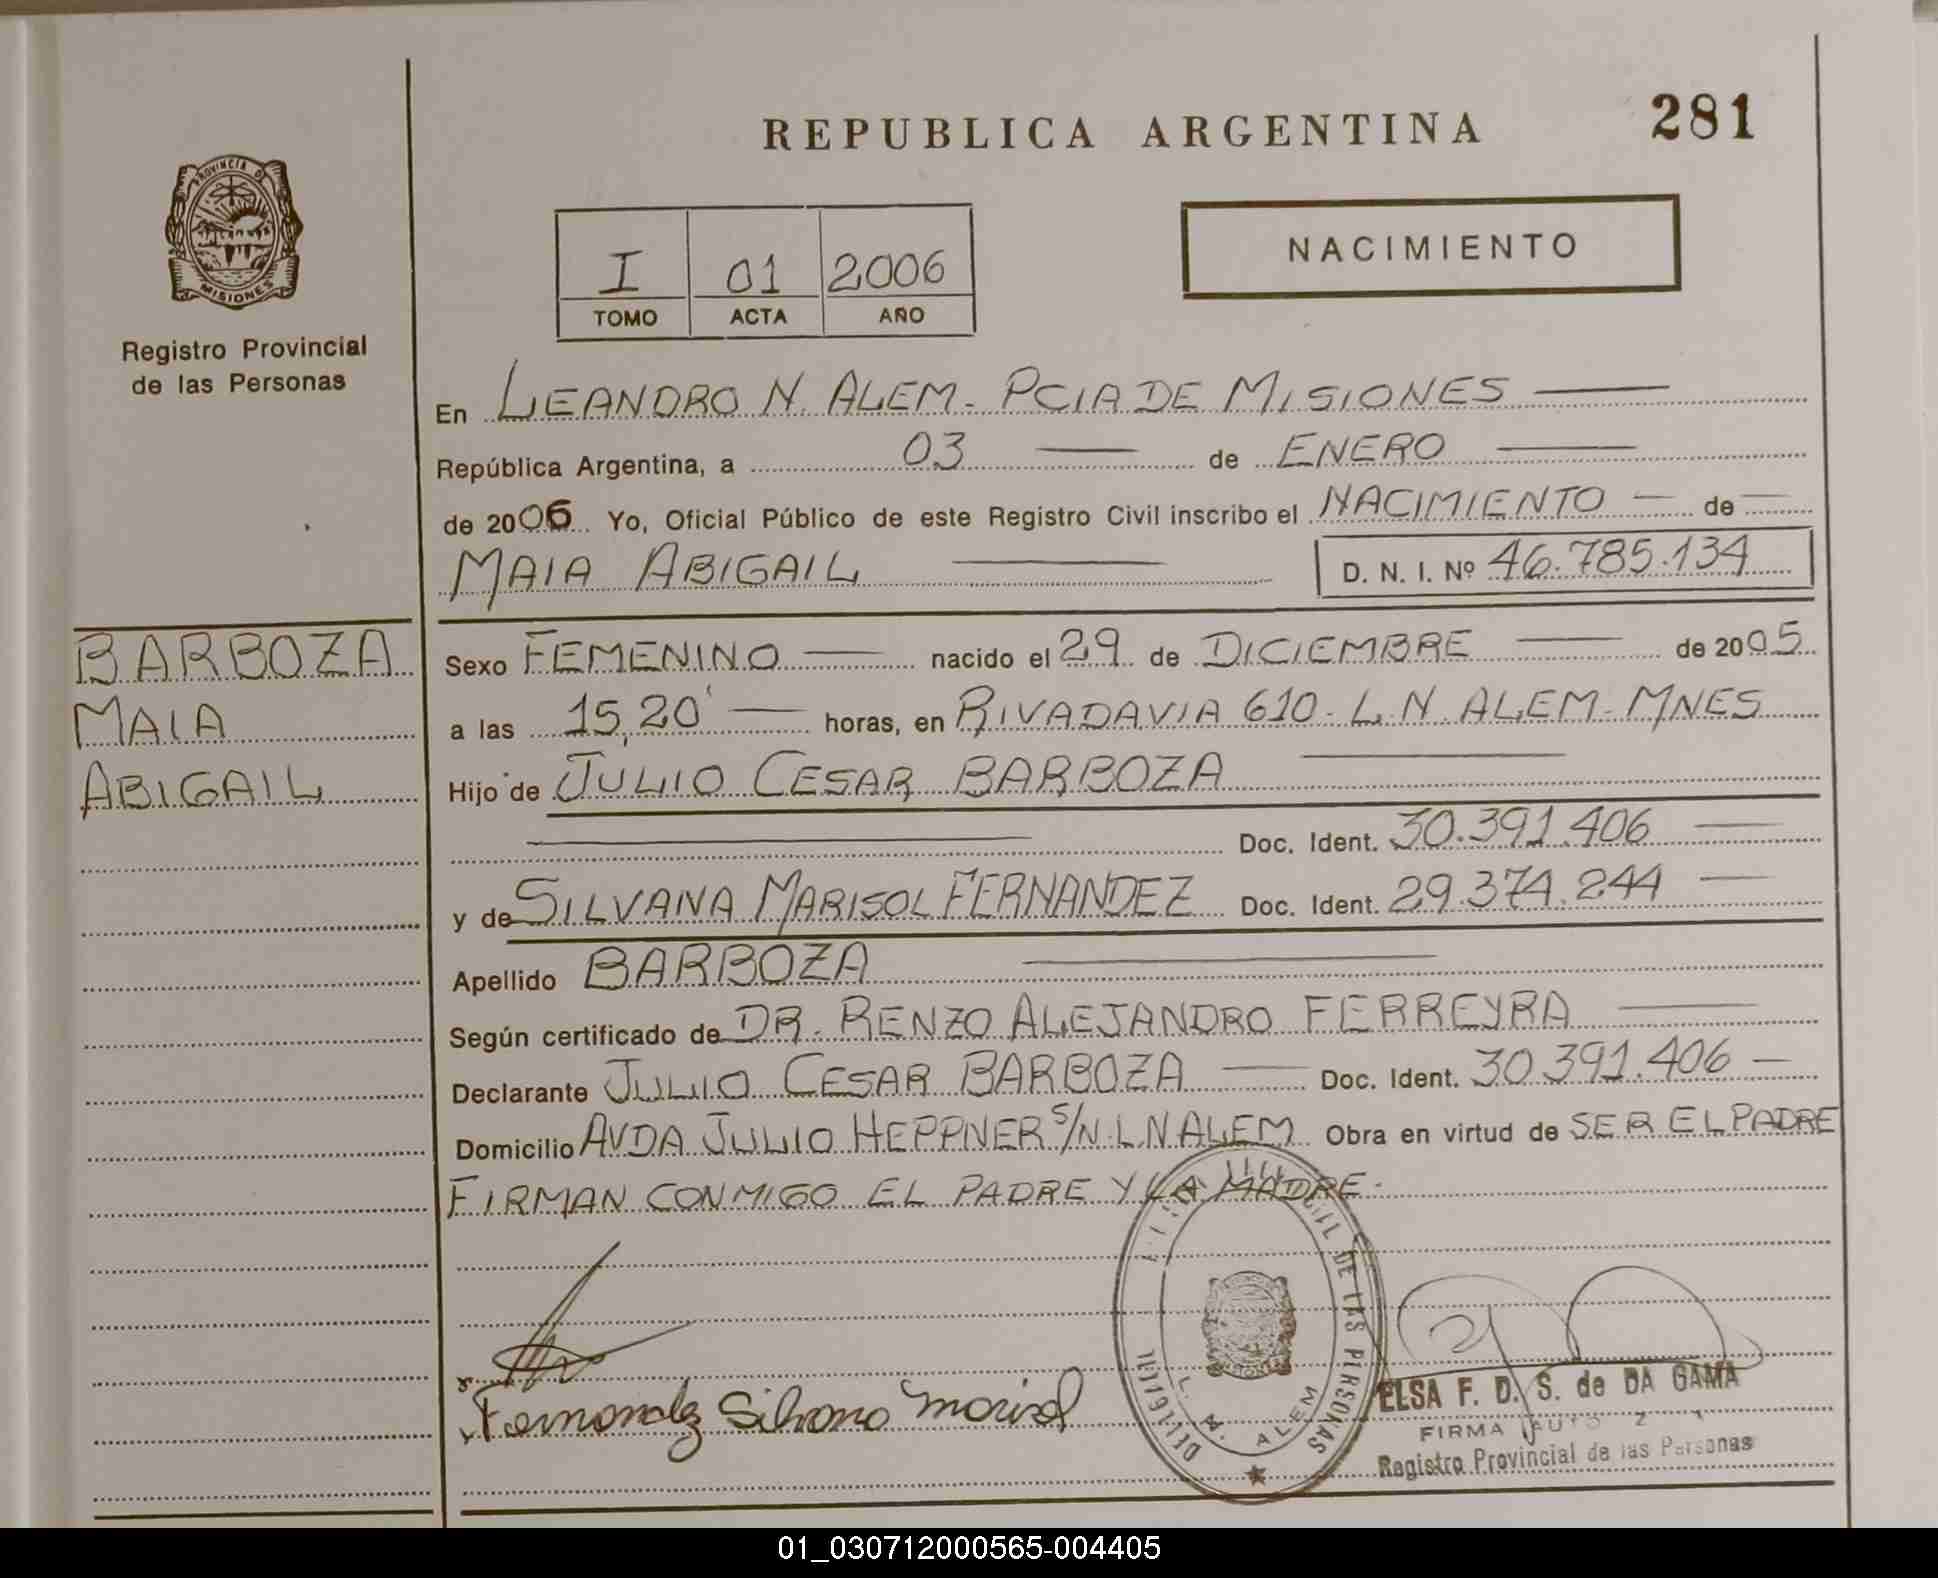 REPUBLICA ARGENTINA
281
PROVINCIA DE
MISIONES
Registro Provincial
de las Personas
I 01 2006
TOMO ACTA AÑO
NACIMIENTO
En LEANDRO N. ALEM - PCIA DE MISIONES
República Argentina, a 03 de ENERO
de 2006 Yo, Oficial Público de este Registro Civil inscribo el NACIMIENTO de
MAIA ABIGAIL D. N. I. Nº 46.785.134
BARBOZA
MAIA
ABIGAIL
Sexo FEMENINO nacido el 29 de DICIEMBRE de 2005
a las 15,20' horas, en RIVADAVIA 610 - L.N. ALEM - MNES
Hijo de JULIO CESAR BARBOZA
Doc. Ident. 30.391.406
y de SILVANA MARISOL FERNANDEZ Doc. Ident. 29.374.244
Apellido BARBOZA
Según certificado de DR. RENZO ALEJANDRO FERREYRA
Declarante JULIO CESAR BARBOZA Doc. Ident. 30.391.406
Domicilio AVDA JULIO HEPPNER S/N L N ALEM Obra en virtud de SER EL PADRE
FIRMAN CONMIGO EL PADRE Y LA MADRE.
Fernandez Silvana Marisol
DE LAS PERSONAS
L. N. ALEM
ELSA F. D. S. de DA GAMA
FIRMA
Registro Provincial de las Personas
01_030712000565-004405